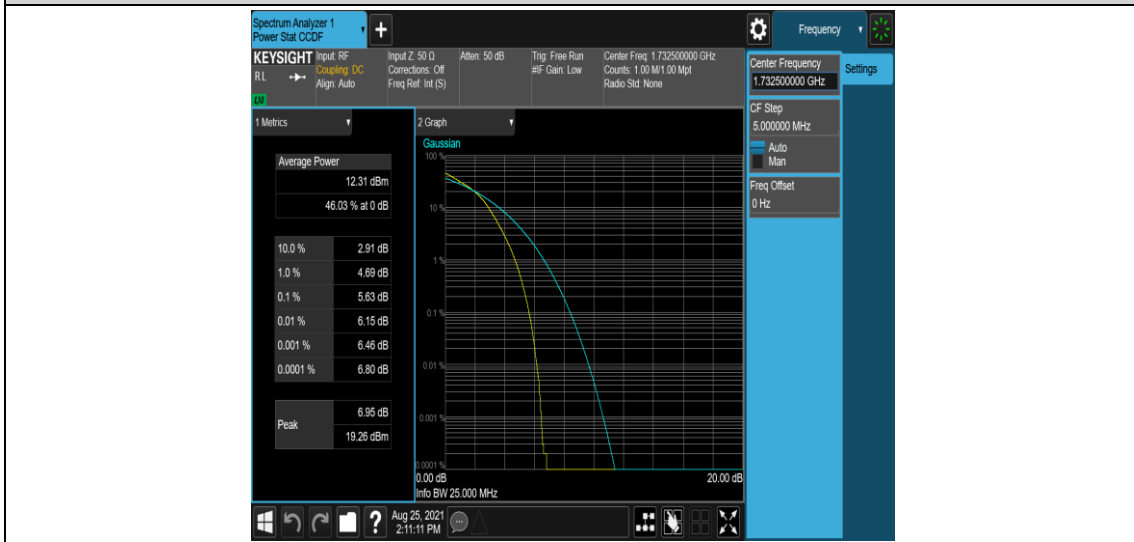 Spectrum Analyzer 1
Power Stat CCDF
Frequency
KEYSIGHT
RL
LXI
Input: RF
Coupling: DC
Align: Auto
Input Z: 50 Ω
Corrections: Off
Freq Ref: Int (S)
Atten: 50 dB
Trig: Free Run
#IF Gain: Low
Center Freq: 1.732500000 GHz
Counts: 1.00 M/1.00 Mpt
Radio Std: None
Center Frequency
1.732500000 GHz
Settings
CF Step
5.000000 MHz
Auto
Man
Freq Offset
0 Hz
1 Metrics
Average Power
12.31 dBm
46.03 % at 0 dB
10.0 % 2.91 dB
1.0 % 4.69 dB
0.1 % 5.63 dB
0.01 % 6.15 dB
0.001 % 6.46 dB
0.0001 % 6.80 dB
Peak
6.95 dB
19.26 dBm
2 Graph
Gaussian
100 %
10 %
1 %
0.1 %
0.01 %
0.001 %
0.0001 %
0.00 dB 20.00 dB
Info BW 25.000 MHz
?
Aug 25, 2021
2:11:11 PM